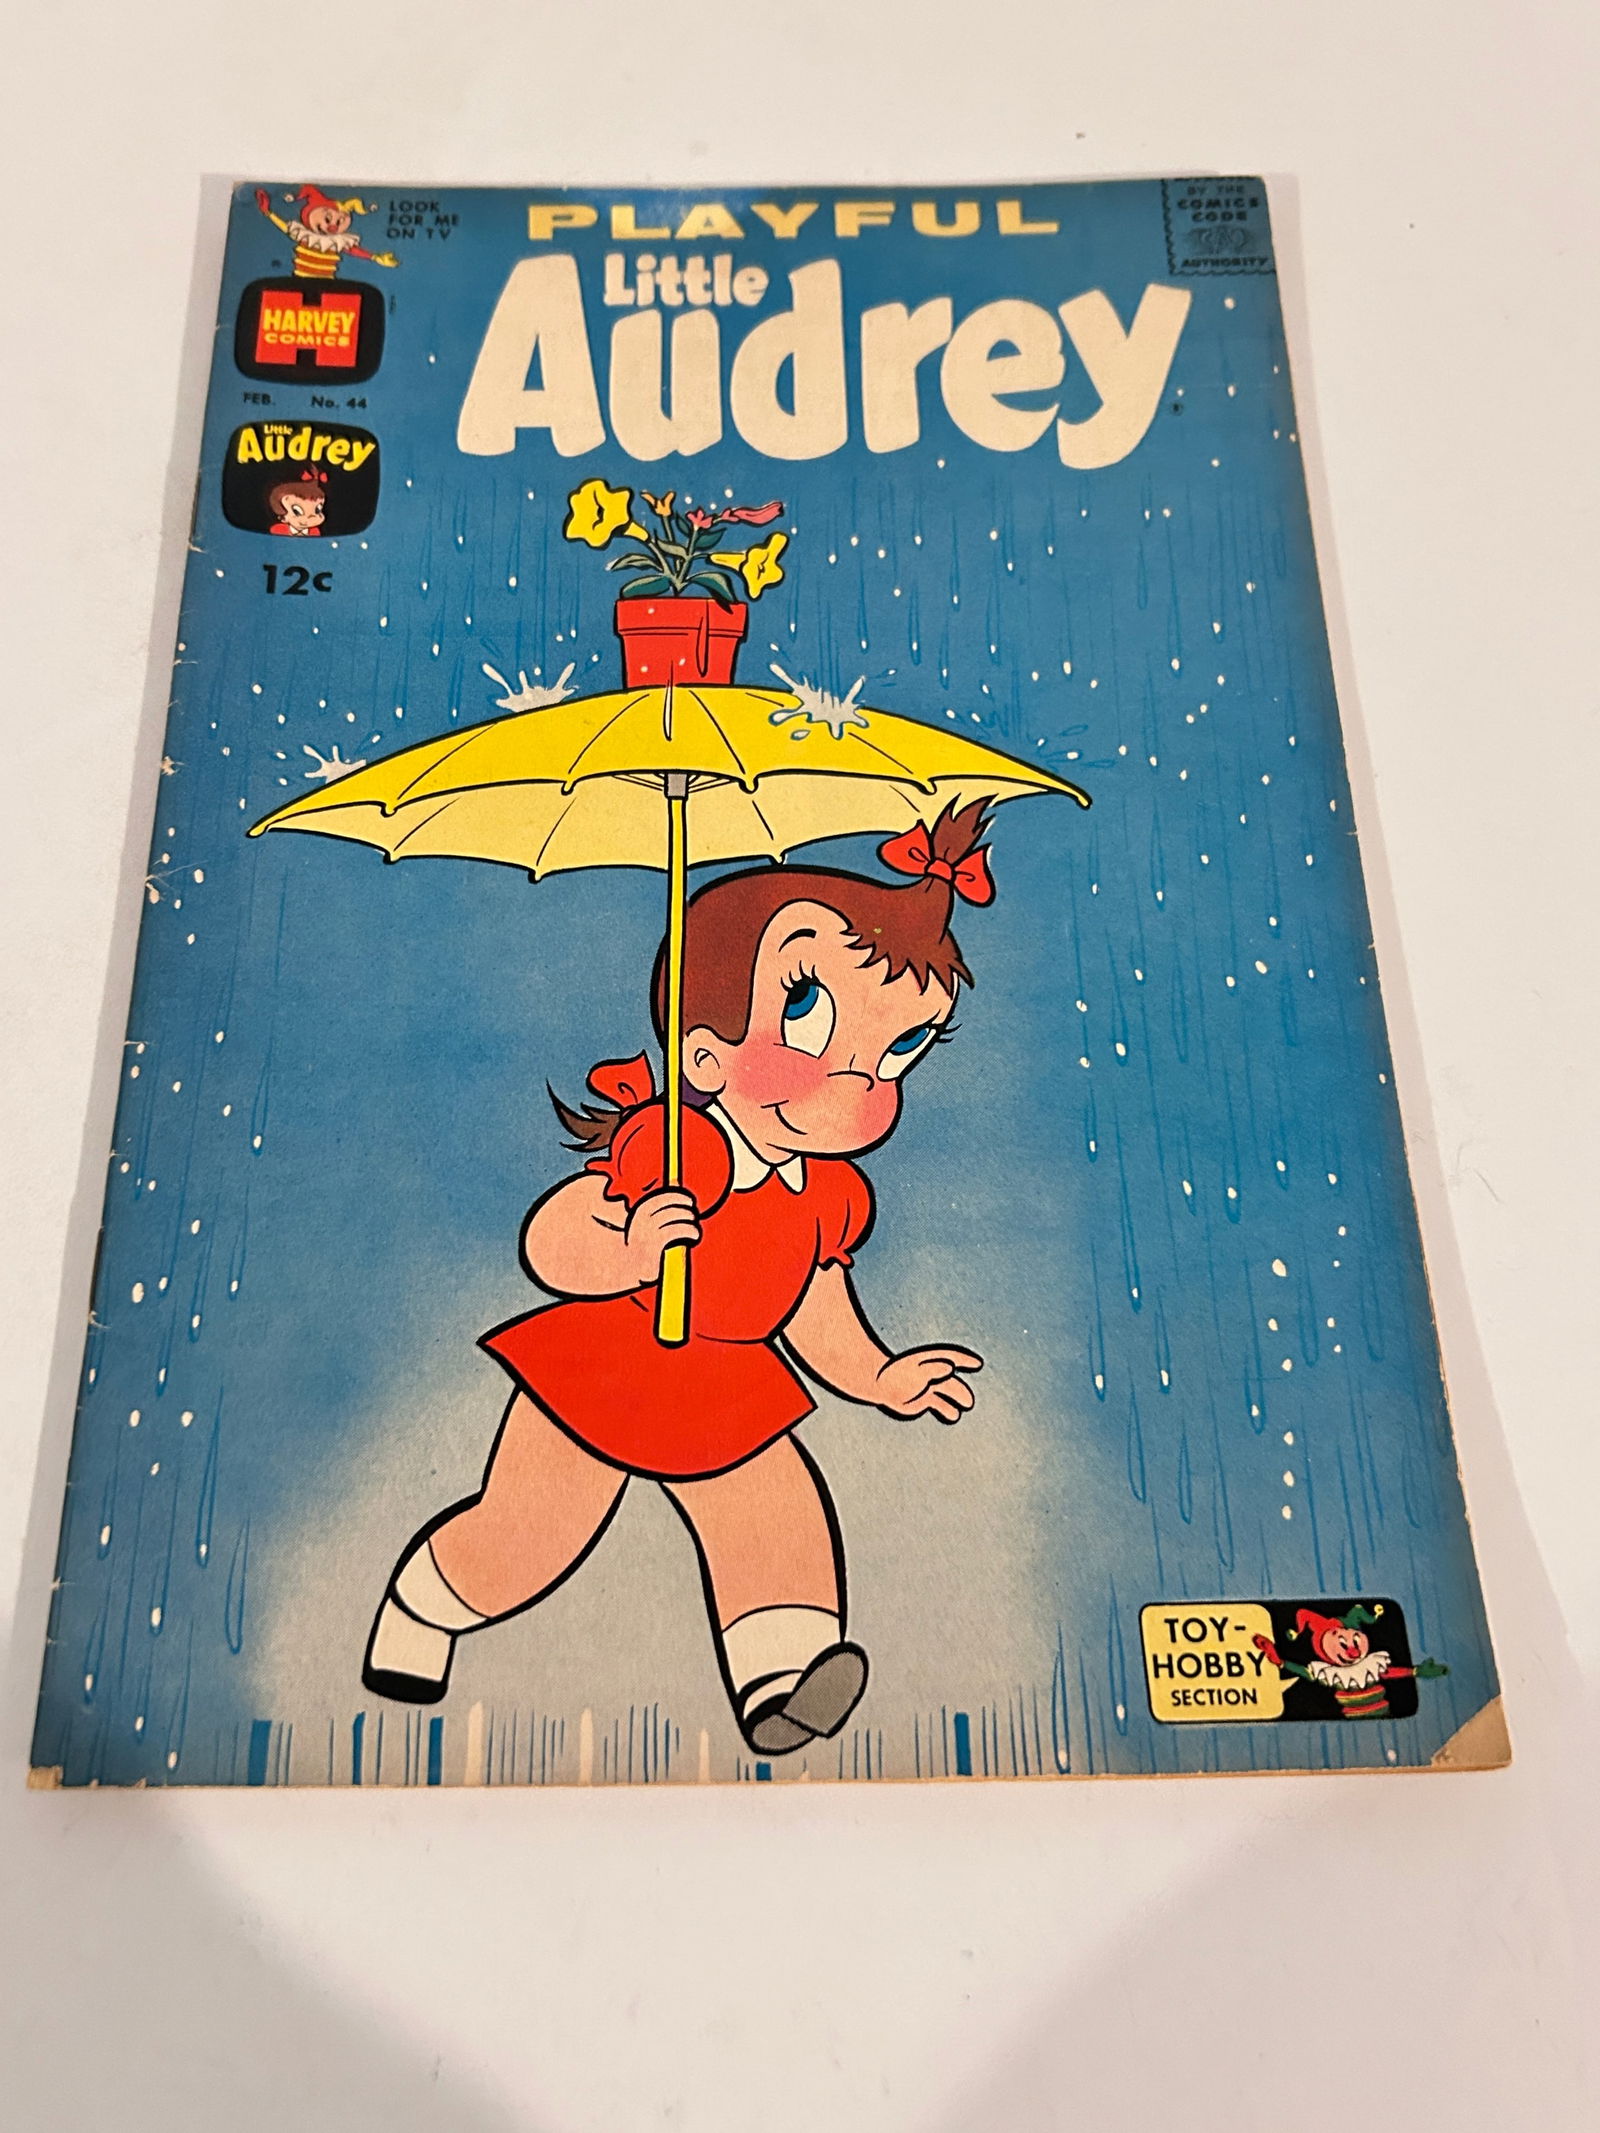 LOOK
FOR ME
ON TV
PLAYFUL
Little
Audrey
BY THE
COMICS
CODE
AUTHORITY
HARVEY
COMICS
FEB. No. 44
Little
Audrey
12c
TOY-
HOBBY
SECTION